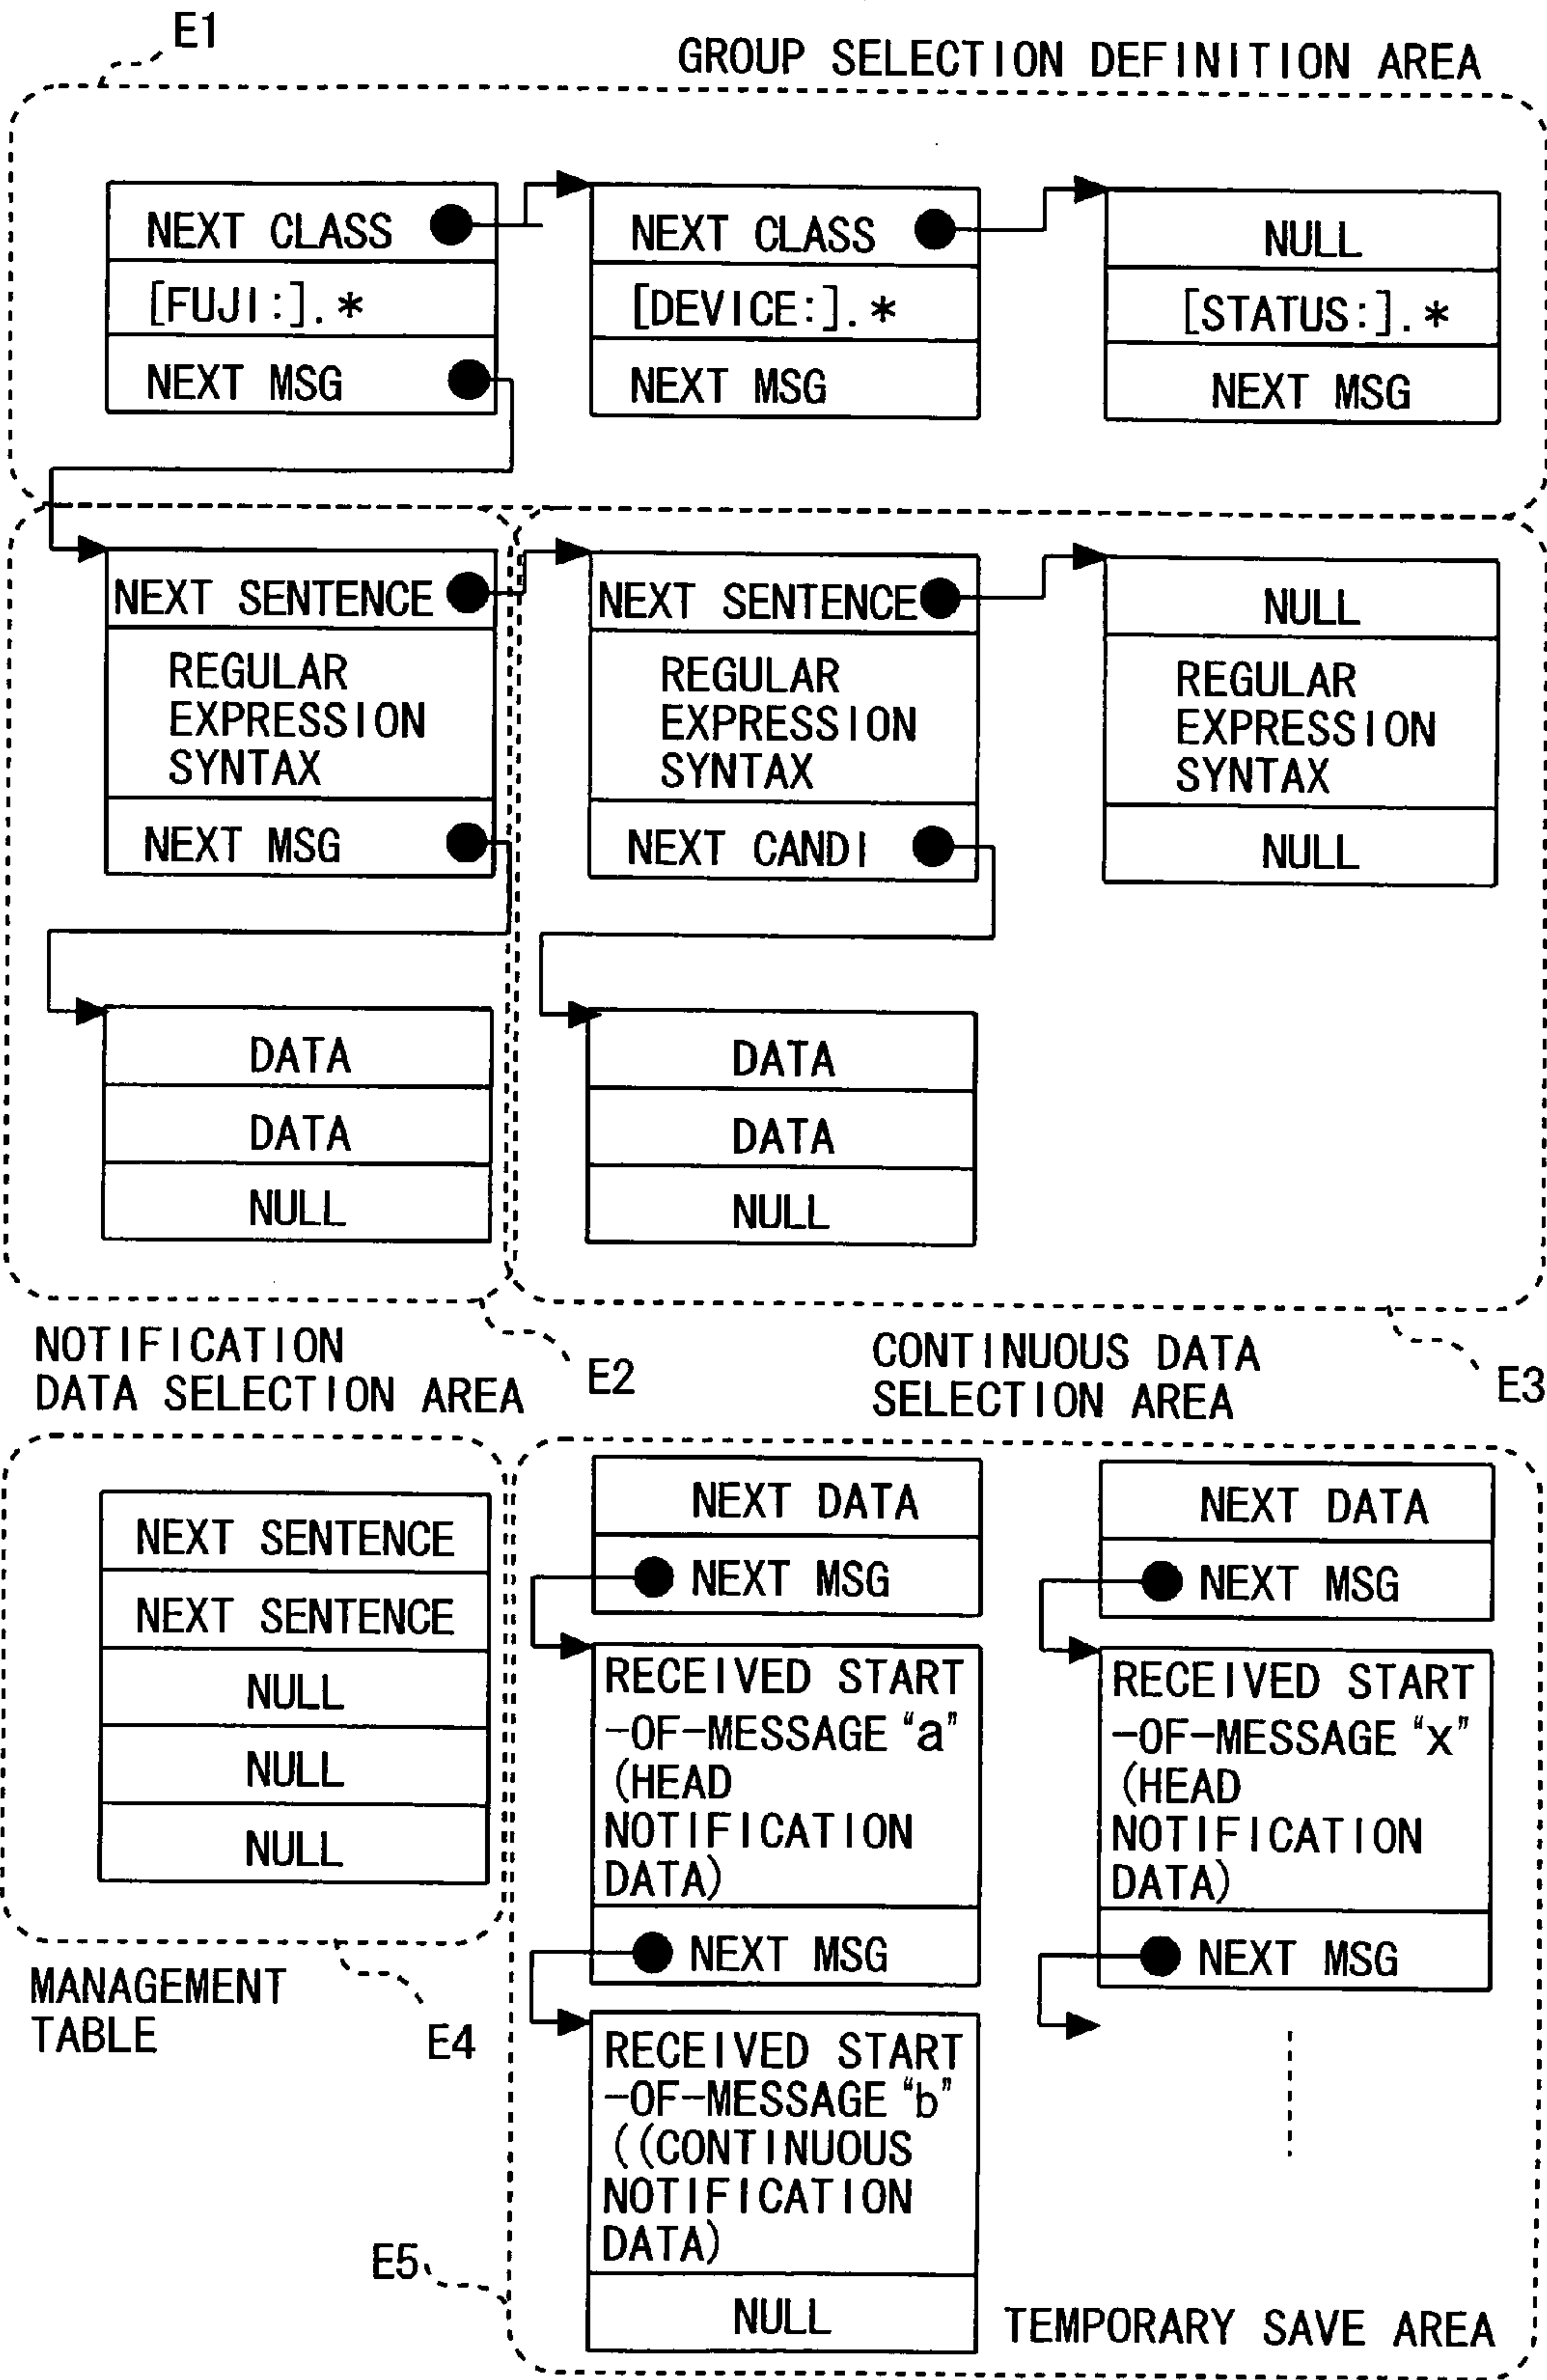 E1
GROUP SELECTION DEFINITION AREA
NEXT CLASS
[FUJI:].*
NEXT MSG
NEXT CLASS
[DEVICE:].*
NEXT MSG
NULL
[STATUS:].*
NEXT MSG
NEXT SENTENCE
REGULAR
EXPRESSION
SYNTAX
NEXT MSG
NEXT SENTENCE
REGULAR
EXPRESSION
SYNTAX
NEXT CANDI
NULL
REGULAR
EXPRESSION
SYNTAX
NULL
DATA
DATA
NULL
DATA
DATA
NULL
NOTIFICATION
DATA SELECTION AREA
E2
CONTINUOUS DATA
SELECTION AREA
E3
NEXT SENTENCE
NEXT SENTENCE
NULL
NULL
NULL
MANAGEMENT
TABLE
E4
NEXT DATA
NEXT MSG
RECEIVED START
-OF-MESSAGE “a”
(HEAD
NOTIFICATION
DATA)
NEXT MSG
RECEIVED START
-OF-MESSAGE “b”
((CONTINUOUS
NOTIFICATION
DATA)
NULL
NEXT DATA
NEXT MSG
RECEIVED START
-OF-MESSAGE “x”
(HEAD
NOTIFICATION
DATA)
NEXT MSG
E5
TEMPORARY SAVE AREA